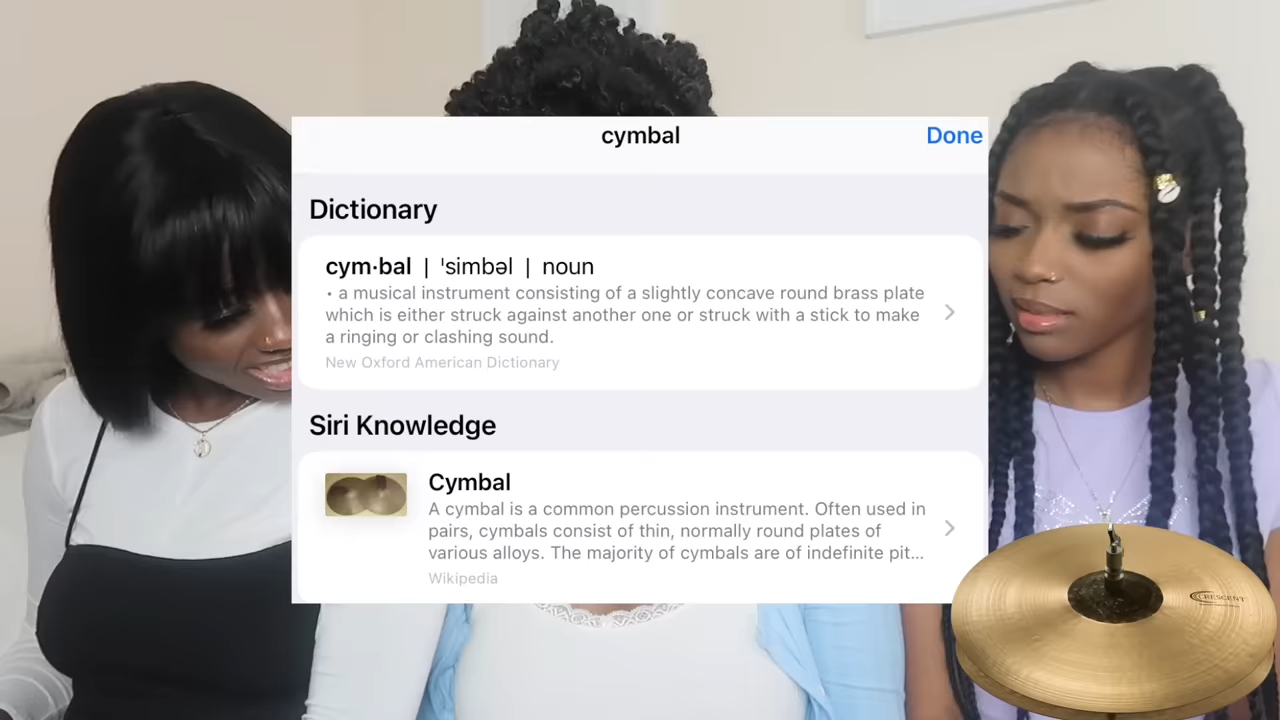 cymbal
Done
Dictionary
cym·bal | 'simbəl | noun
• a musical instrument consisting of a slightly concave round brass plate
which is either struck against another one or struck with a stick to make
a ringing or clashing sound.
New Oxford American Dictionary
Siri Knowledge
Cymbal
A cymbal is a common percussion instrument. Often used in
pairs, cymbals consist of thin, normally round plates of
various alloys. The majority of cymbals are of indefinite pit...
Wikipedia
CRESCENT